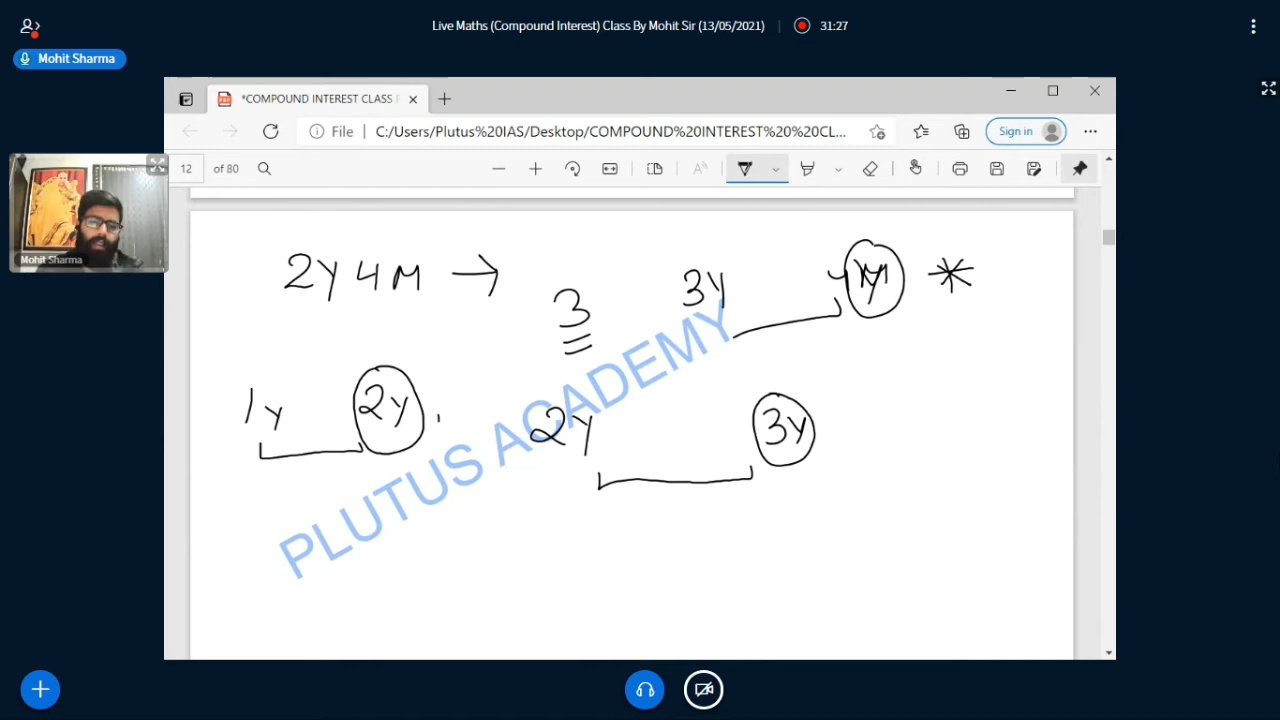 Live Maths (Compound Interest) Class By Mohit Sir (13/05/2021)
31:27
Mohit Sharma
*COMPOUND INTEREST CLASS
File
C:/Users/Plutus%20IAS/Desktop/COMPOUND%20INTEREST%20%20CL...
Sign in
12 of 80
Mohit Sharma
2y 4M →
3
3y
*
1y
2y
2y
3y
PLUTUS ACADEMY